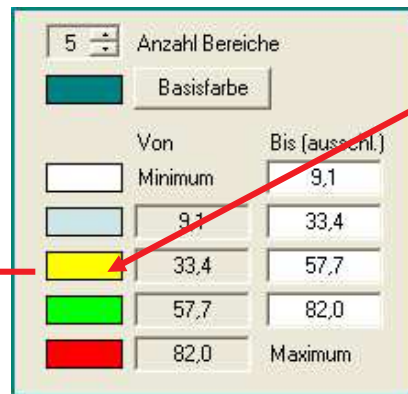 5 Anzahl Bereiche
Basisfarbe
Von Bis (ausschl.)
Minimum 9,1
9,1 33,4
33,4 57,7
57,7 82,0
82,0 Maximum